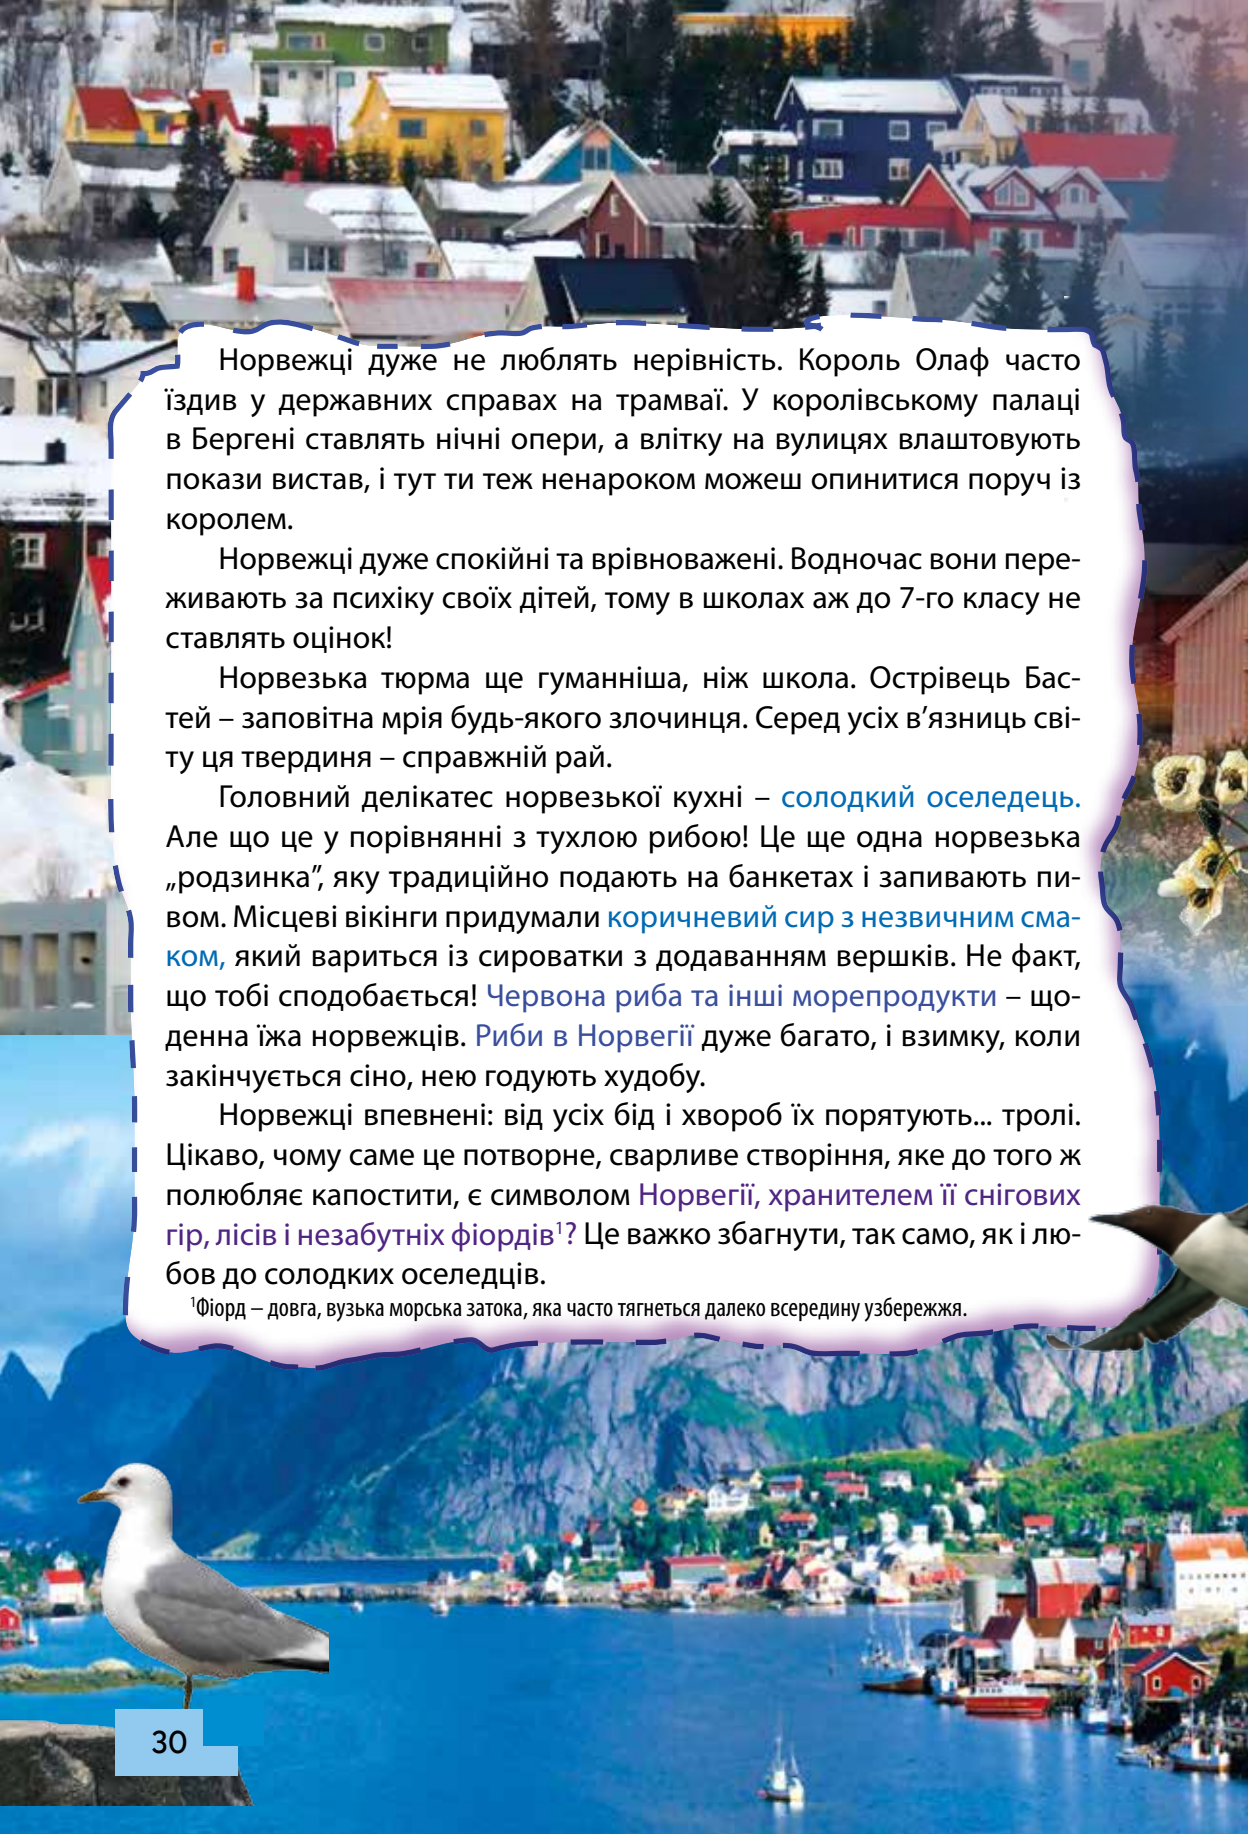 Норвежці дуже не люблять нерівність. Король Олаф часто
їздив у державних справах на трамваї. У королівському палаці
в Бергені ставлять нічні опери, а влітку на вулицях влаштовують
покази вистав, і тут ти теж ненароком можеш опинитися поруч із
королем.
Норвежці дуже спокійні та врівноважені. Водночас вони пере-
живають за психіку своїх дітей, тому в школах аж до 7-го класу не
ставлять оцінок!
Норвезька тюрма ще гуманніша, ніж школа. Острівець Бас-
тей – заповітна мрія будь-якого злочинця. Серед усіх в’язниць сві-
ту ця твердиня – справжній рай.
Головний делікатес норвезької кухні – солодкий оселедець.
Але що це у порівнянні з тухлою рибою! Це ще одна норвезька
„родзинка”, яку традиційно подають на банкетах і запивають пи-
вом. Місцеві вікінги придумали коричневий сир з незвичним сма-
ком, який вариться із сироватки з додаванням вершків. Не факт,
що тобі сподобається! Червона риба та інші морепродукти – що-
денна їжа норвежців. Риби в Норвегії дуже багато, і взимку, коли
закінчується сіно, нею годують худобу.
Норвежці впевнені: від усіх бід і хвороб їх порятують... тролі.
Цікаво, чому саме це потворне, сварливе створіння, яке до того ж
полюбляє капостити, є символом Норвегії, хранителем її снігових
гір, лісів і незабутніх фіордів¹? Це важко збагнути, так само, як і лю-
бов до солодких оселедців.
¹Фіорд – довга, вузька морська затока, яка часто тягнеться далеко всередину узбережжя.
30